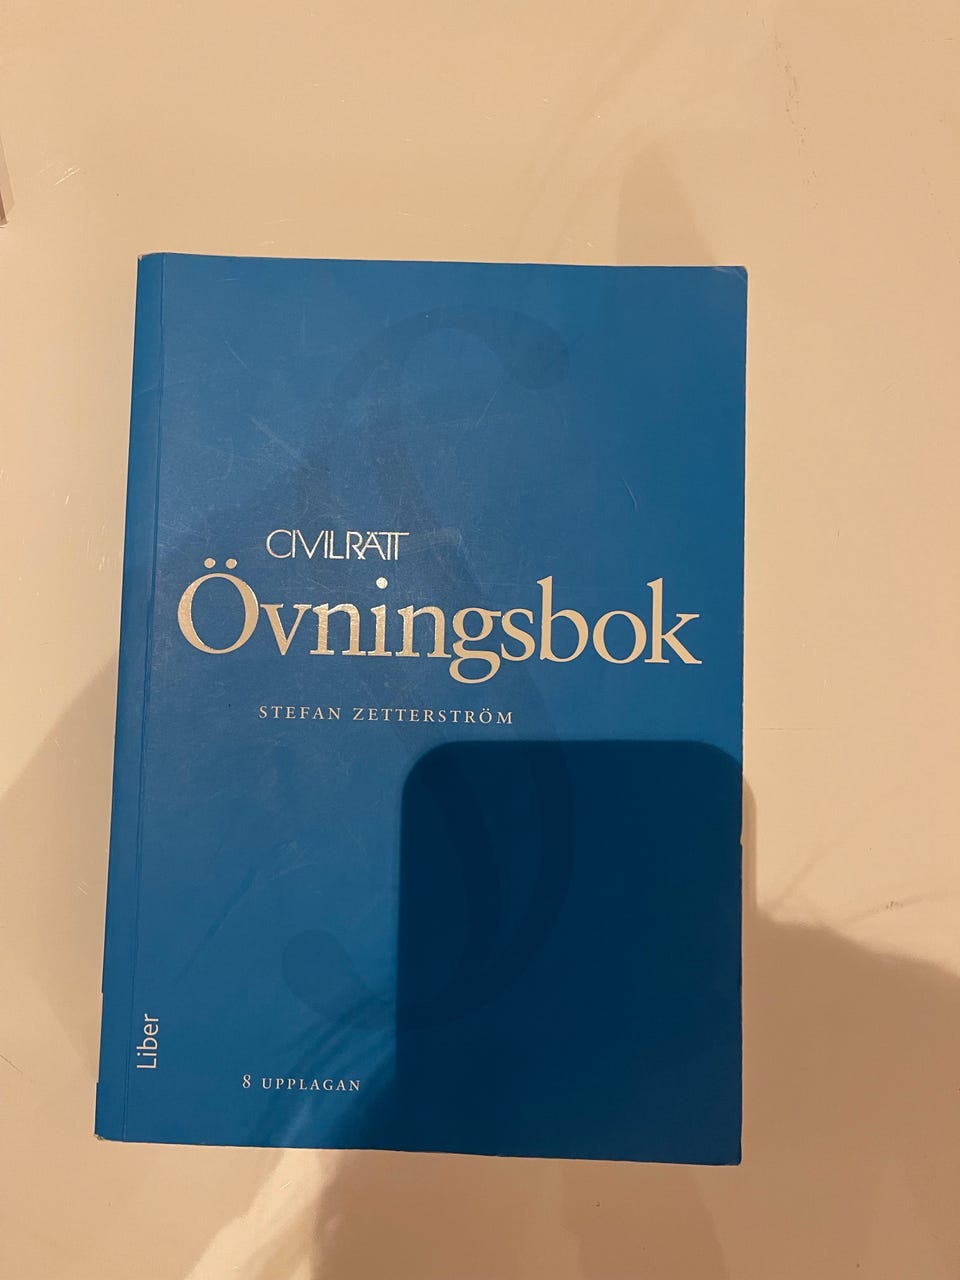 CIVILRÄTT
Övningsbok
STEFAN ZETTERSTRÖM
Liber
8 UPPLAGAN